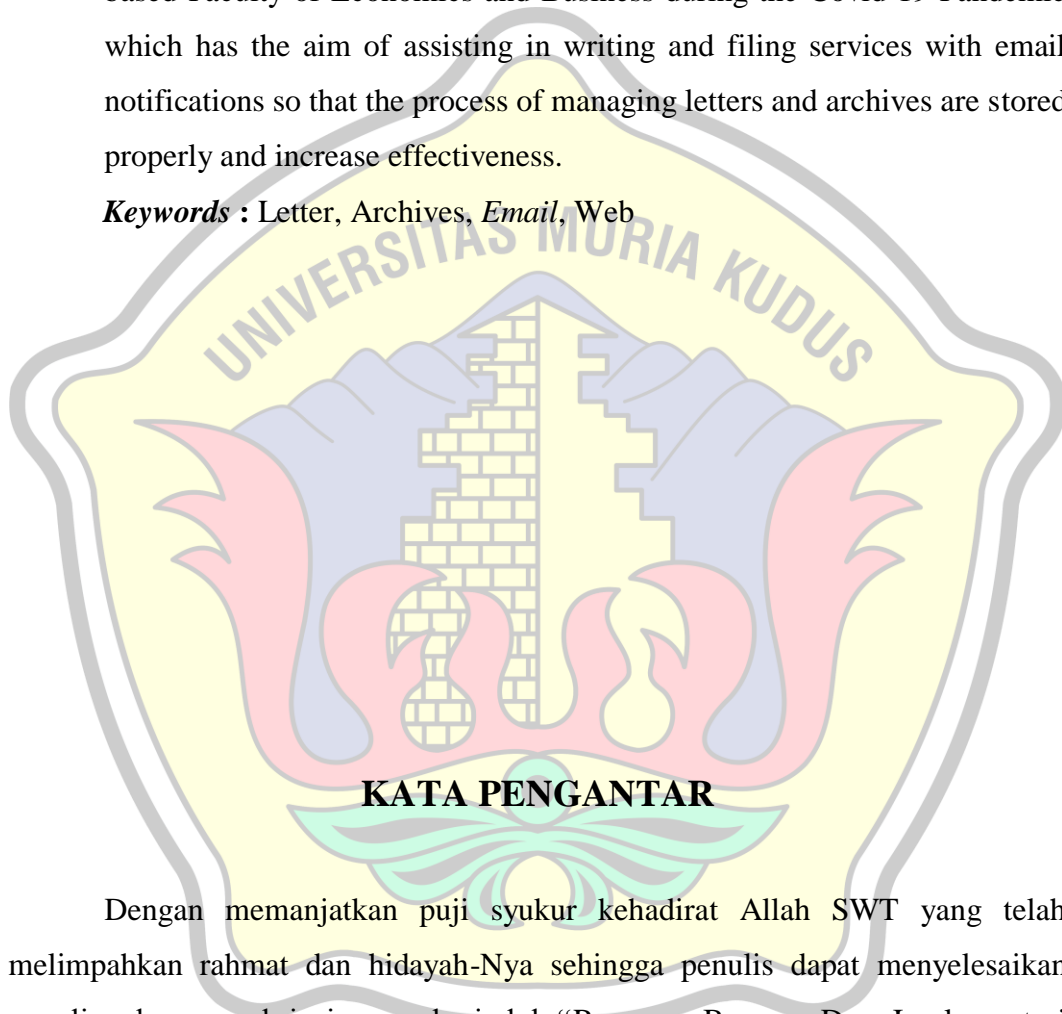 which has the aim of assisting in writing and filing services with email
notifications so that the process of managing letters and archives are stored
properly and increase effectiveness.
Keywords : Letter, Archives, Email, Web
UNIVERSITAS MURIA KUDUS
KATA PENGANTAR
Dengan memanjatkan puji syukur kehadirat Allah SWT yang telah
melimpahkan rahmat dan hidayah-Nya sehingga penulis dapat menyelesaikan